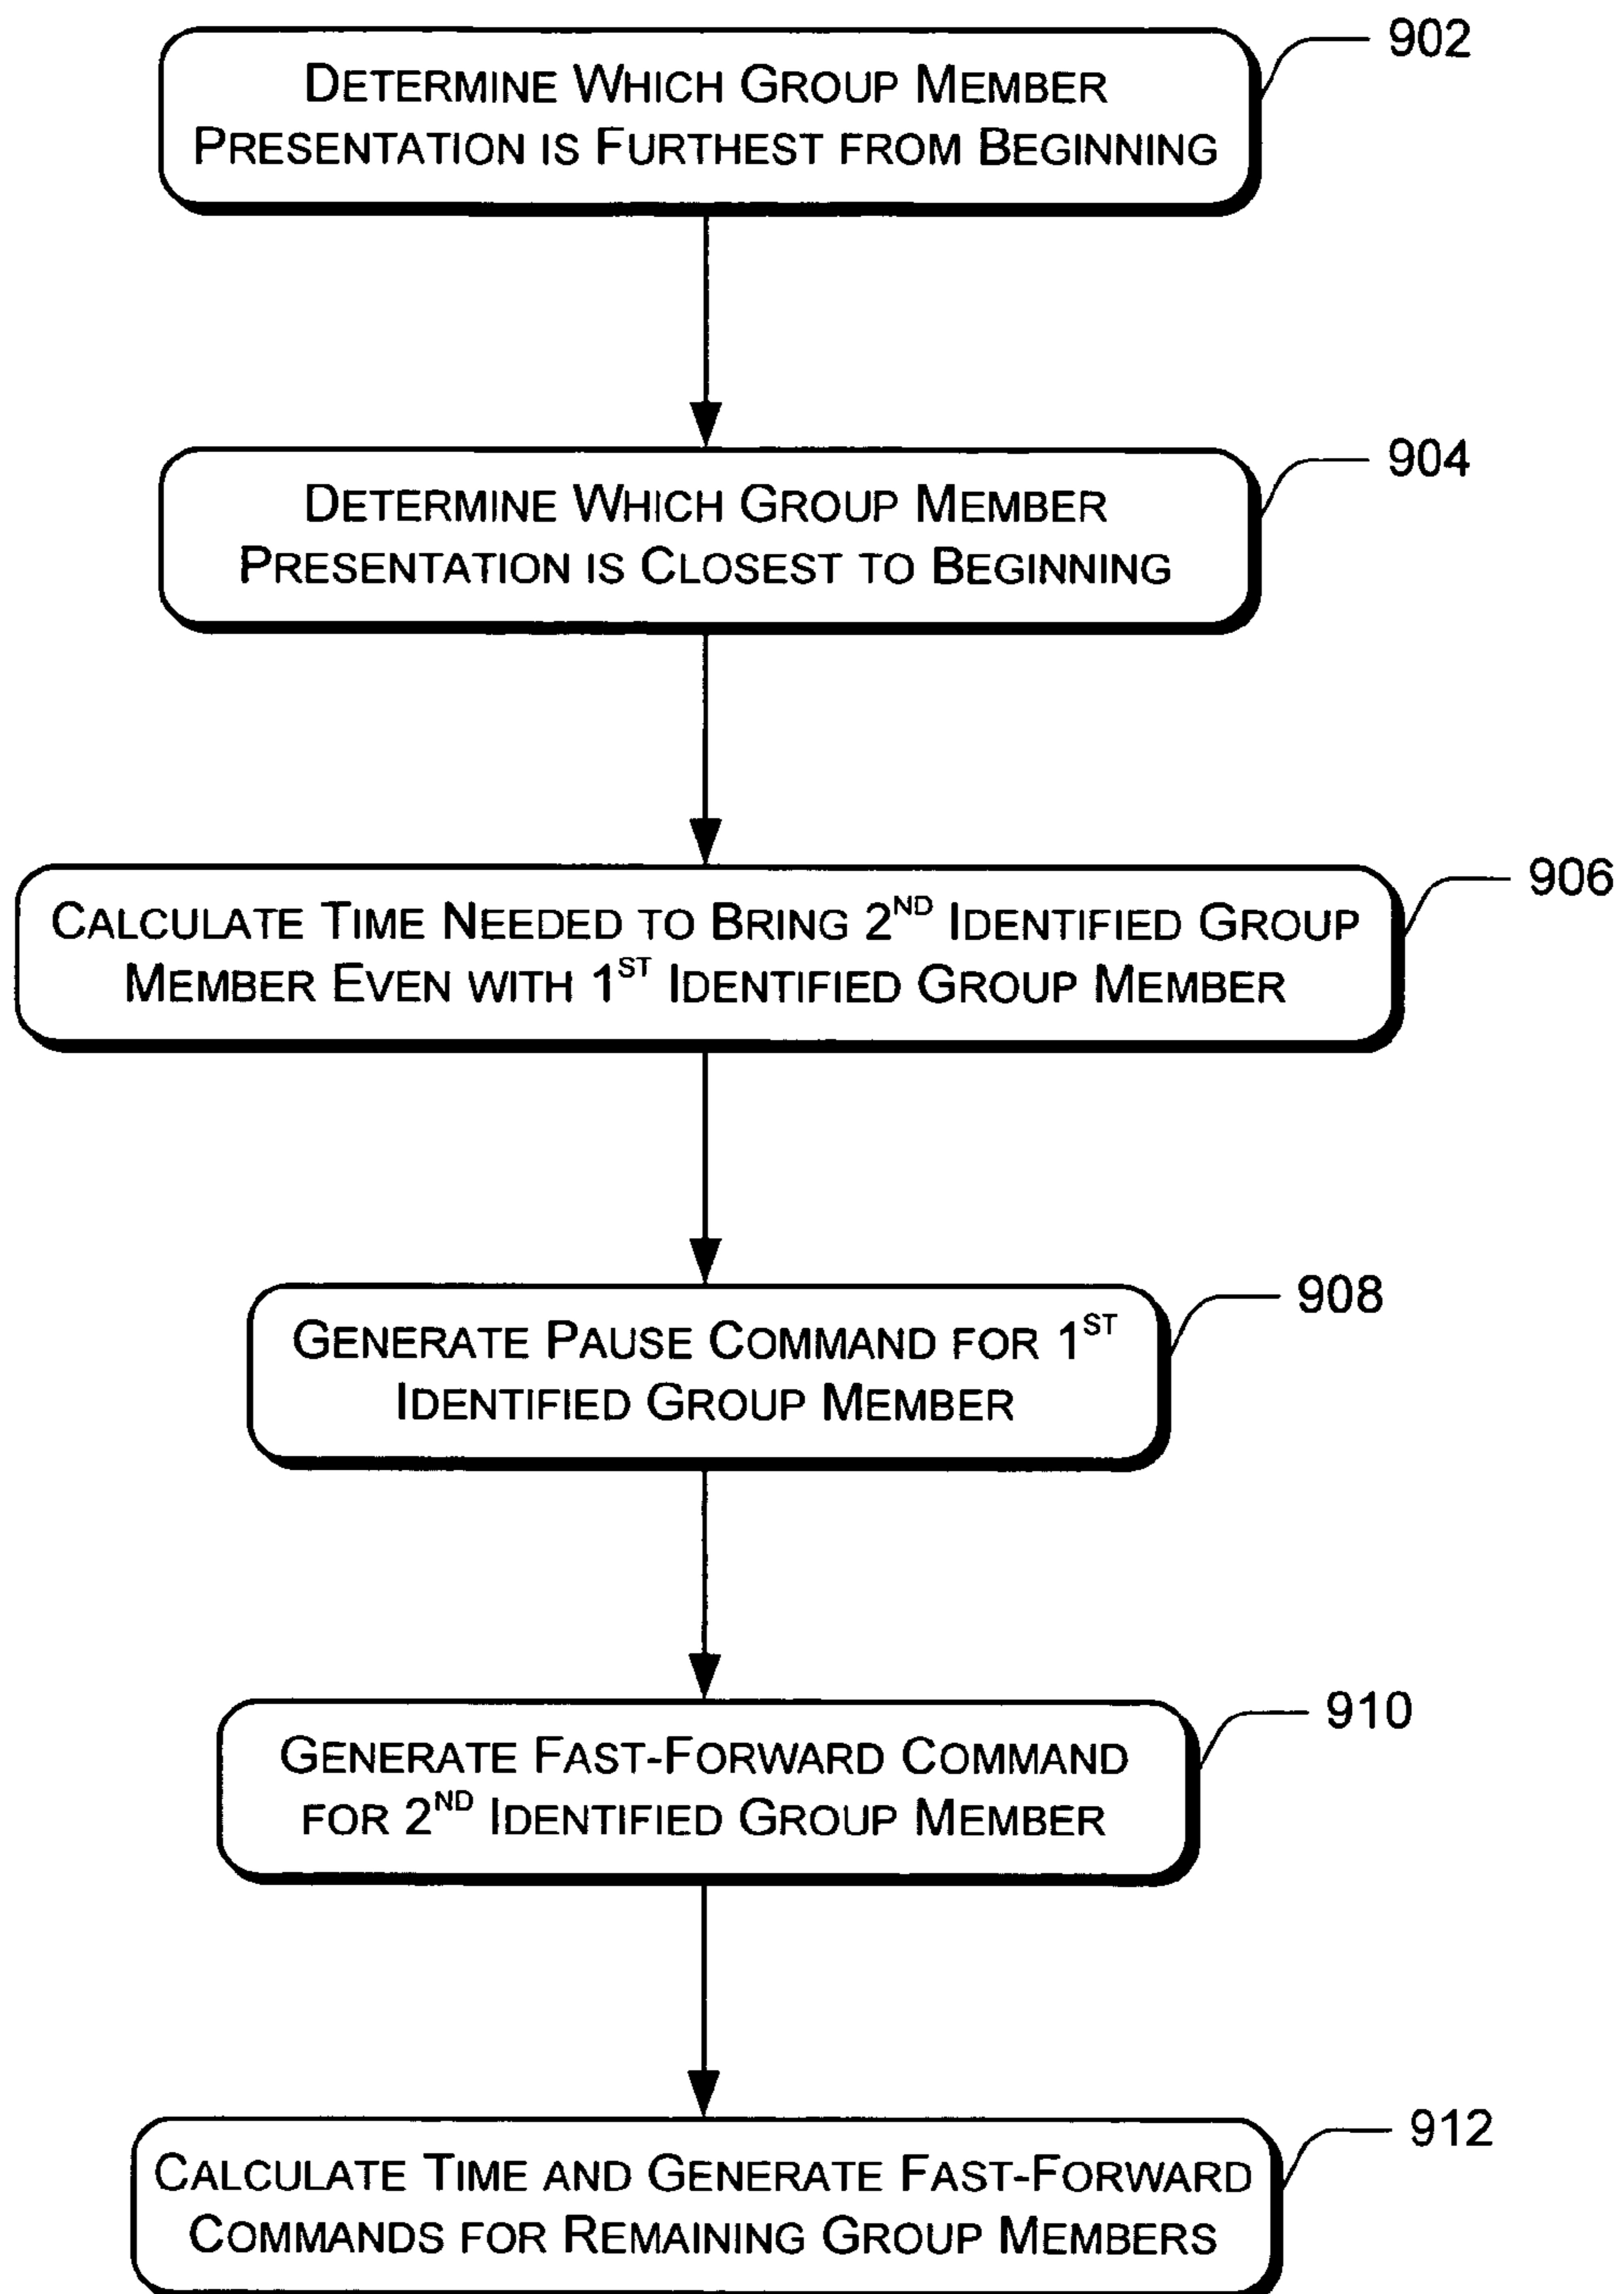 902
DETERMINE WHICH GROUP MEMBER
PRESENTATION IS FURTHEST FROM BEGINNING
904
DETERMINE WHICH GROUP MEMBER
PRESENTATION IS CLOSEST TO BEGINNING
906
CALCULATE TIME NEEDED TO BRING 2ND IDENTIFIED GROUP
MEMBER EVEN WITH 1ST IDENTIFIED GROUP MEMBER
908
GENERATE PAUSE COMMAND FOR 1ST
IDENTIFIED GROUP MEMBER
910
GENERATE FAST-FORWARD COMMAND
FOR 2ND IDENTIFIED GROUP MEMBER
912
CALCULATE TIME AND GENERATE FAST-FORWARD
COMMANDS FOR REMAINING GROUP MEMBERS